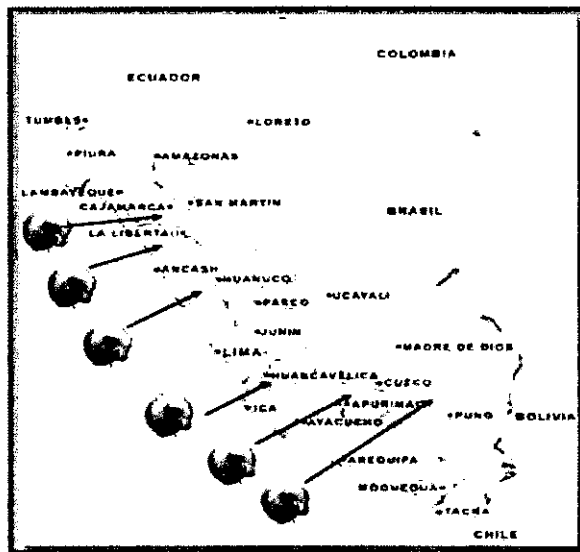 COLOMBIA
ECUADOR
TUMBES
LORETO
PIURA
AMAZONAS
LAMBAYEQUE
CAJAMARCA
SAN MARTIN
BRASIL
LA LIBERTAD
ANCASH
HUANUCO
PASCO
UCAYALI
JUNIN
LIMA
MADRE DE DIOS
HUANCAVELICA
CUSCO
ICA
APURIMAC
AYACUCHO
PUNO
BOLIVIA
AREQUIPA
MOQUEGUA
TACNA
CHILE